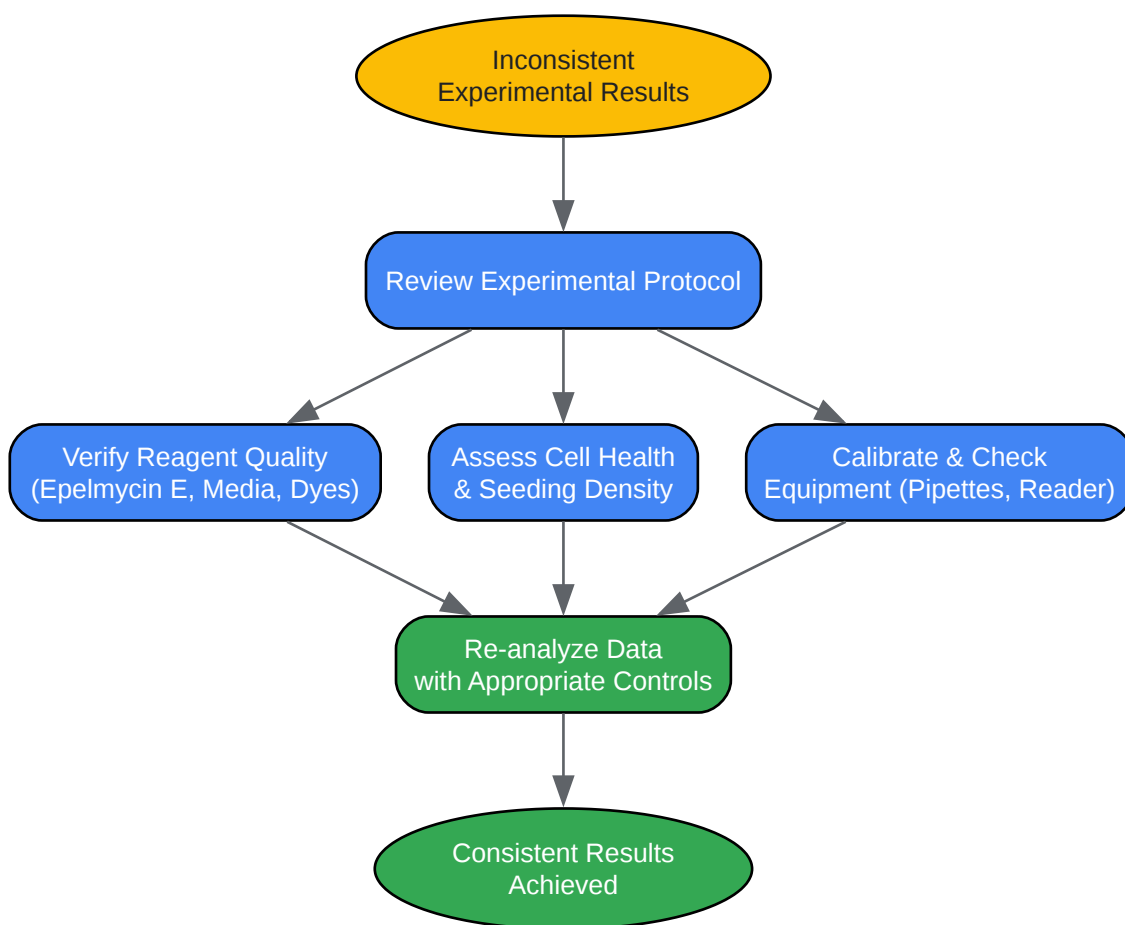 Inconsistent
Experimental Results
Review Experimental Protocol
Verify Reagent Quality
(Epelmycin E, Media, Dyes)
Assess Cell Health
& Seeding Density
Calibrate & Check
Equipment (Pipettes, Reader)
Re-analyze Data
with Appropriate Controls
Consistent Results
Achieved